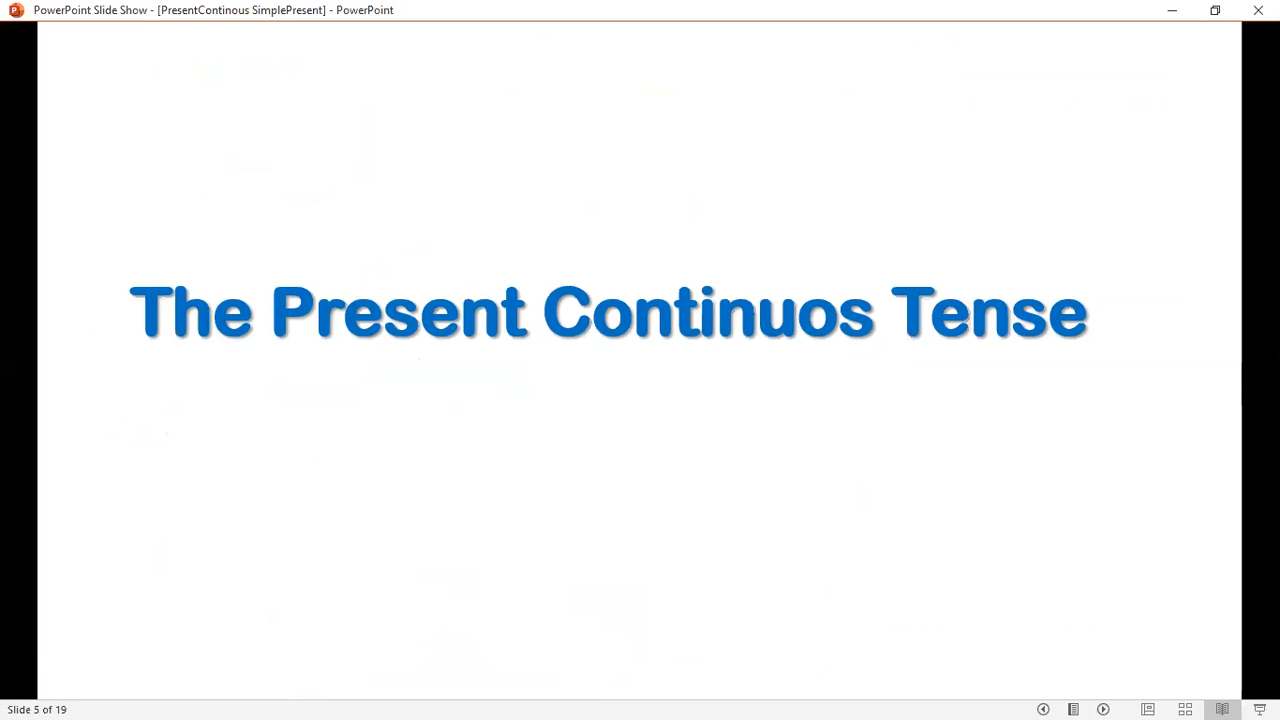 PowerPoint Slide Show - [PresentContinous SimplePresent] - PowerPoint
The Present Continuos Tense
Slide 5 of 19